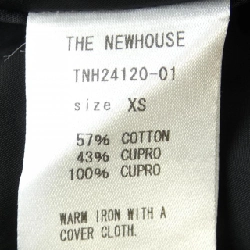 THE NEWHOUSE
TNH24120-01
size XS
57% COTTON
43% CUPRO
100% CUPRO
WARM IRON WITH A
COVER CLOTH.